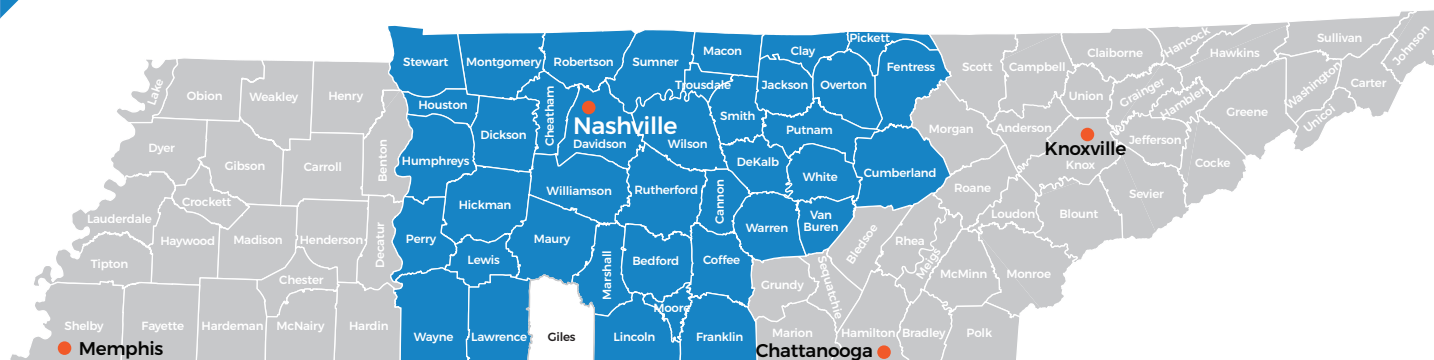 Stewart
Montgomery
Robertson
Sumner
Macon
Clay
Pickett
Fentress
Scott
Campbell
Claiborne
Hancock
Hawkins
Sullivan
Johnson
Lake
Obion
Weakley
Henry
Houston
Dickson
Cheatham
Nashville
Davidson
Wilson
Trousdale
Smith
Jackson
Overton
Putnam
Morgan
Anderson
Union
Grainger
Hamblen
Greene
Washington
Unicoi
Carter
Knoxville
Knox
Jefferson
Cocke
Sevier
Dyer
Gibson
Carroll
Benton
Humphreys
Hickman
Williamson
Rutherford
Cannon
DeKalb
White
Cumberland
Roane
Loudon
Blount
Lauderdale
Crockett
Haywood
Madison
Henderson
Decatur
Perry
Lewis
Maury
Marshall
Bedford
Coffee
Warren
Van
Buren
Bledsoe
Rhea
Meigs
McMinn
Monroe
Tipton
Chester
Grundy
Sequatchie
Shelby
Fayette
Hardeman
McNairy
Hardin
Wayne
Lawrence
Giles
Lincoln
Moore
Franklin
Marion
Hamilton
Bradley
Polk
Memphis
Chattanooga